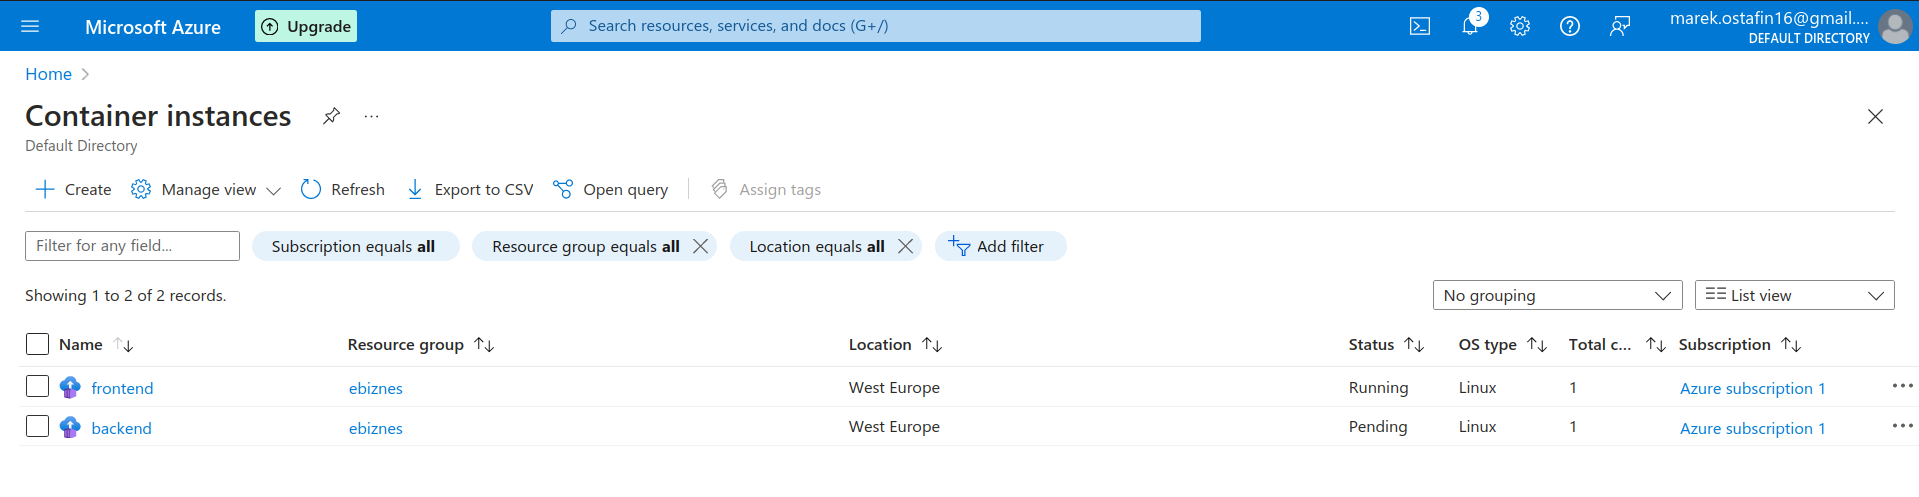 Microsoft Azure Upgrade Search resources, services, and docs (G+/) 3 marek.ostafin16@gmail....
DEFAULT DIRECTORY
Home
Container instances ...
Default Directory
Create Manage view Refresh Export to CSV Open query Assign tags
Filter for any field... Subscription equals all Resource group equals all Location equals all Add filter
Showing 1 to 2 of 2 records. No grouping List view
Name Resource group Location Status OS type Total c... Subscription
frontend ebiznes West Europe Running Linux 1 Azure subscription 1 ...
backend ebiznes West Europe Pending Linux 1 Azure subscription 1 ...